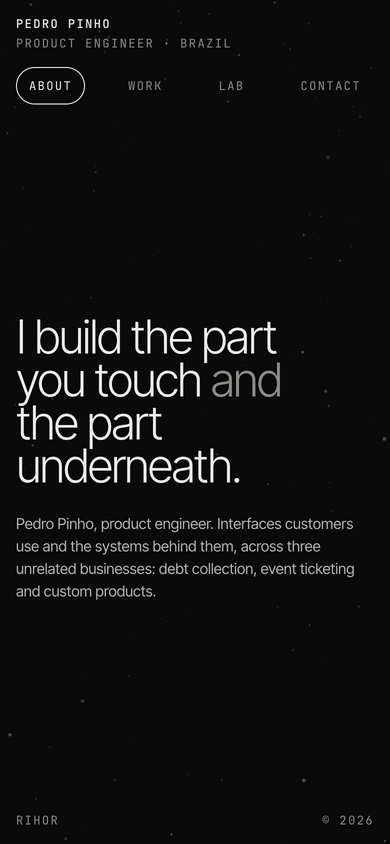 PEDRO PINHO
PRODUCT ENGINEER · BRAZIL
ABOUT WORK LAB CONTACT
I build the part
you touch and
the part
underneath.
Pedro Pinho, product engineer. Interfaces customers
use and the systems behind them, across three
unrelated businesses: debt collection, event ticketing
and custom products.
RIHOR © 2026